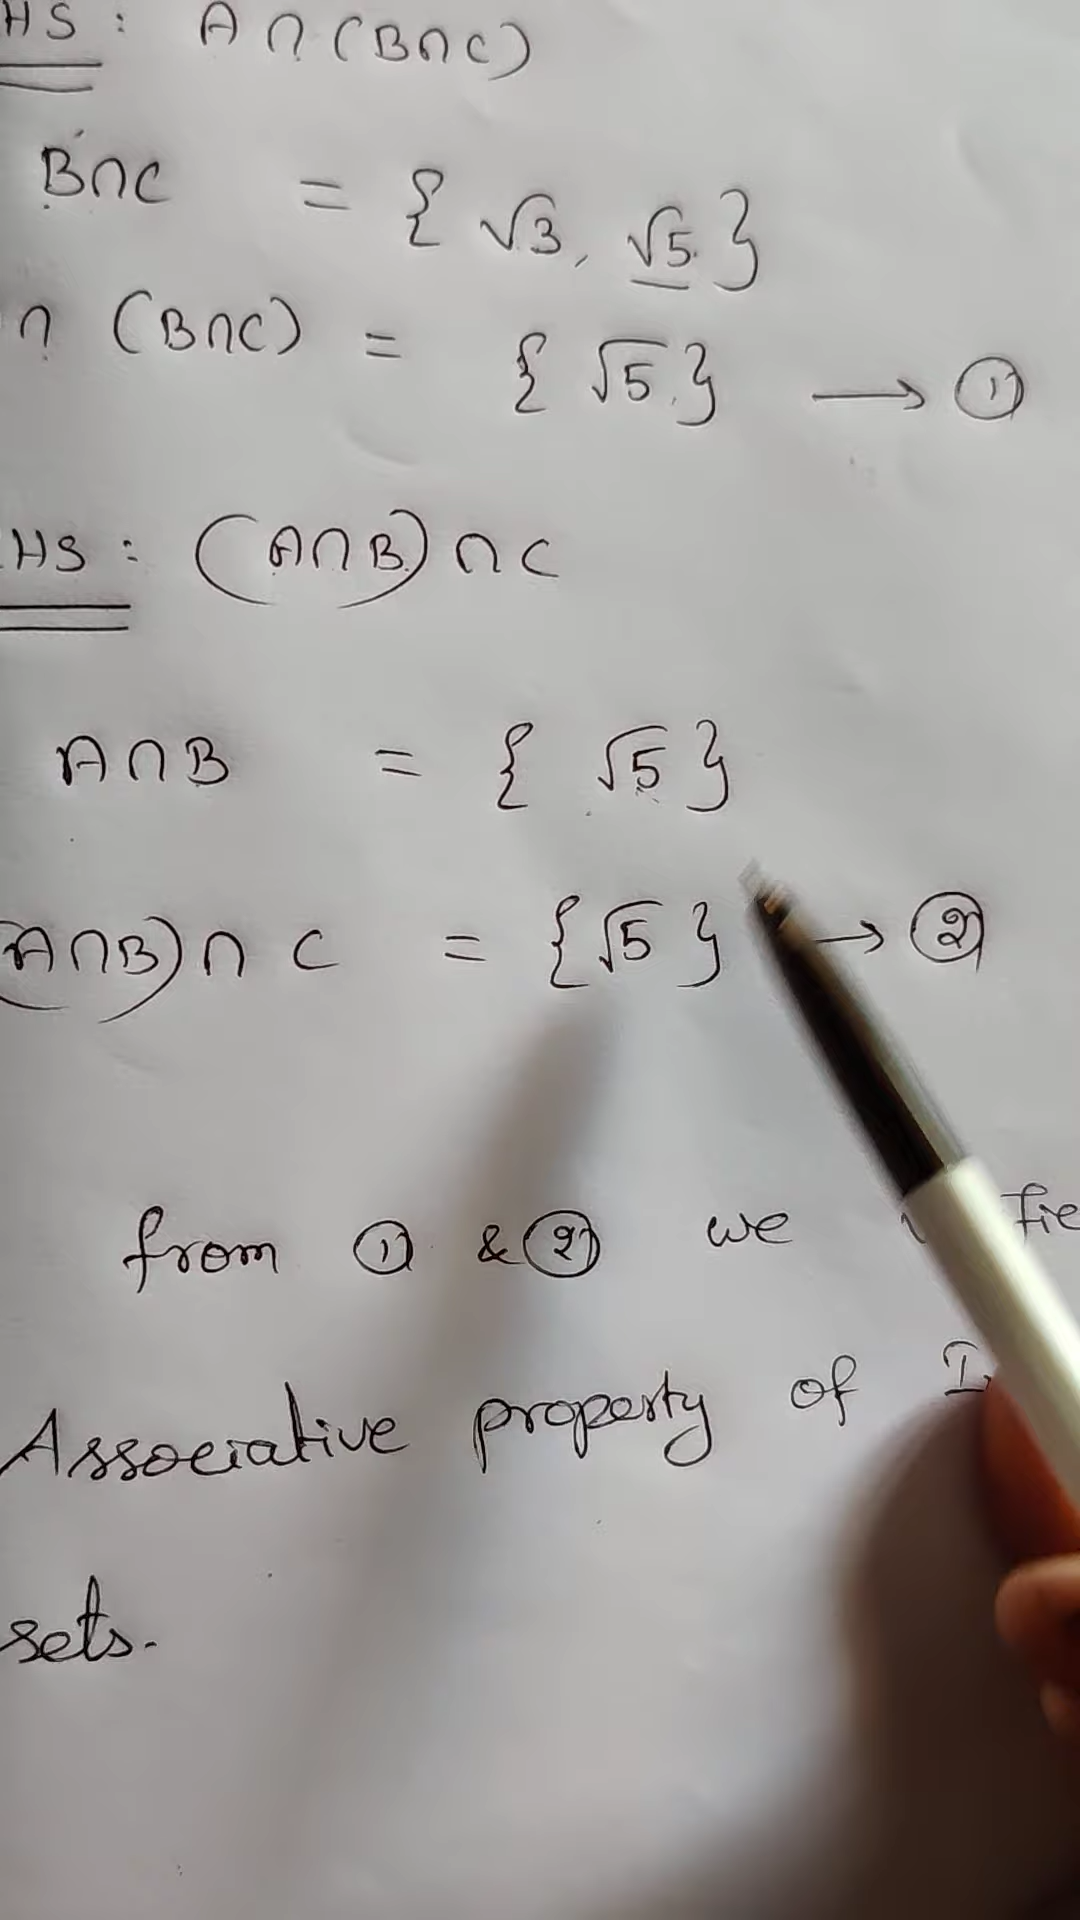 HS : A ∩ (B∩C)
B∩C = { √3, √5 }
∩ (B∩C) = { √5 } → ①
HS : (A∩B) ∩ C
A∩B = { √5 }
(A∩B) ∩ C = { √5 } → ②
from ① & ② we
Associative property of
sets.